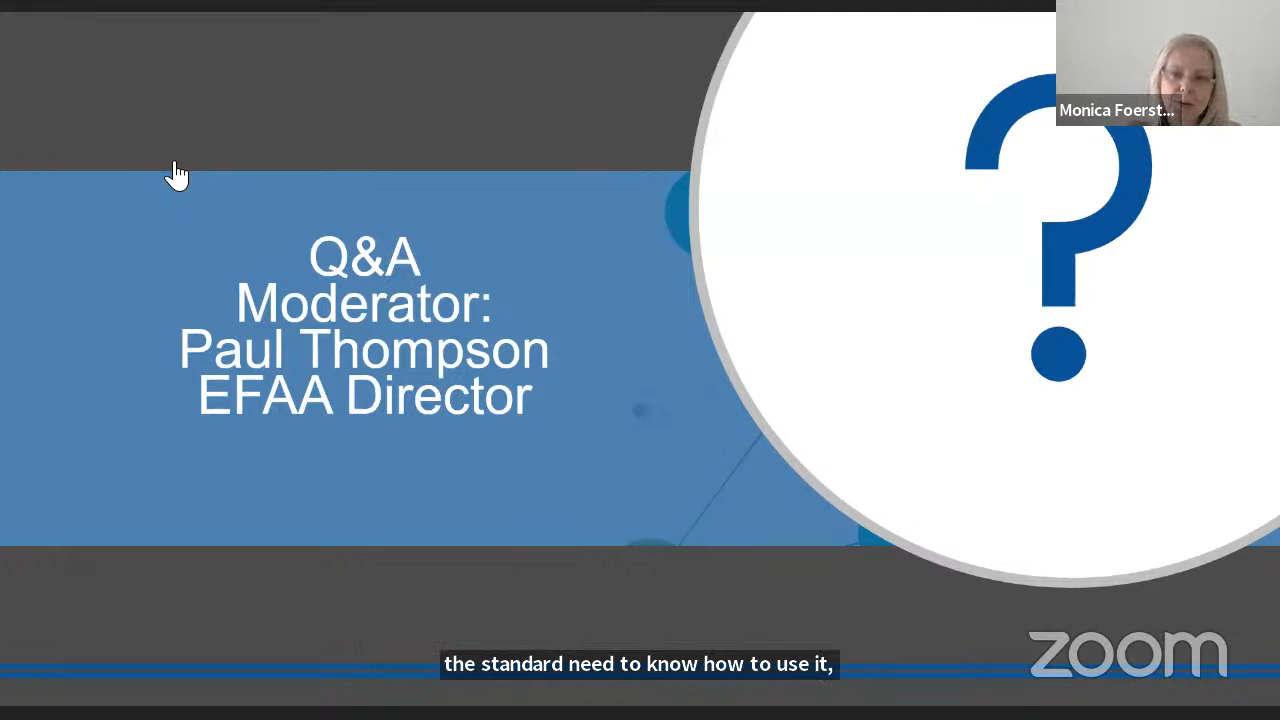 Monica Foerst...
Q&A
Moderator:
Paul Thompson
EFAA Director
the standard need to know how to use it,
zoom